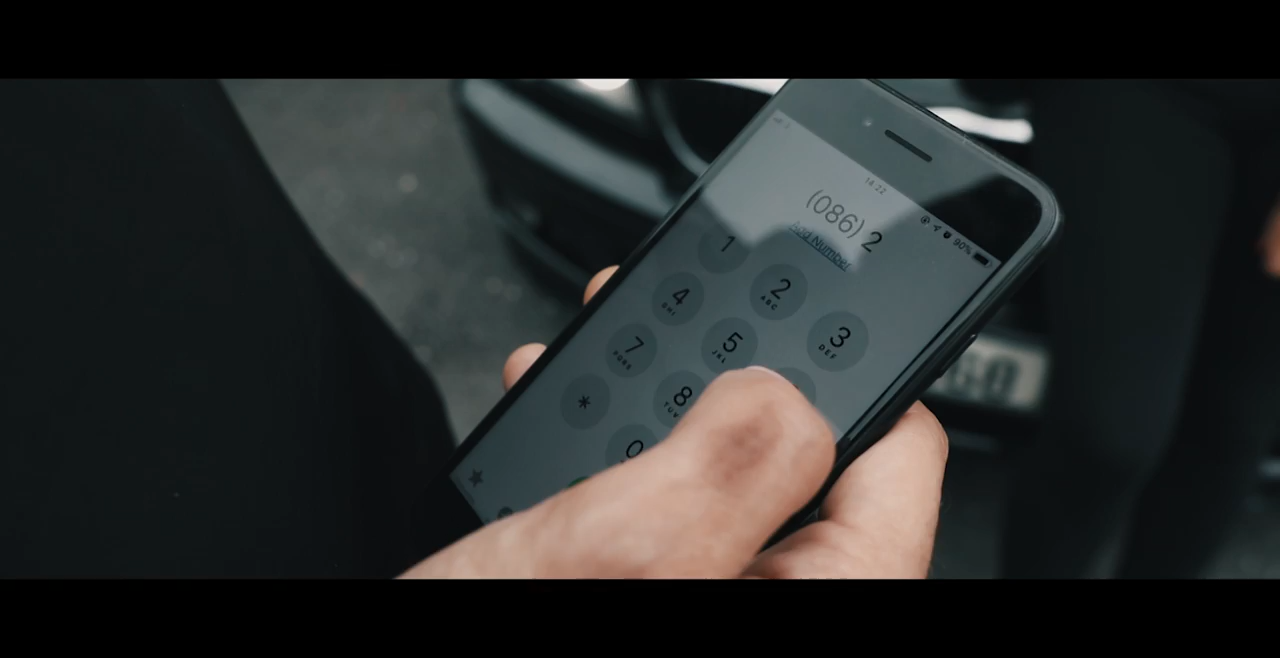 14:22
90%
(086) 2
Add Number
1
2
ABC
3
DEF
4
GHI
5
JKL
7
PQRS
8
TUV
*
0